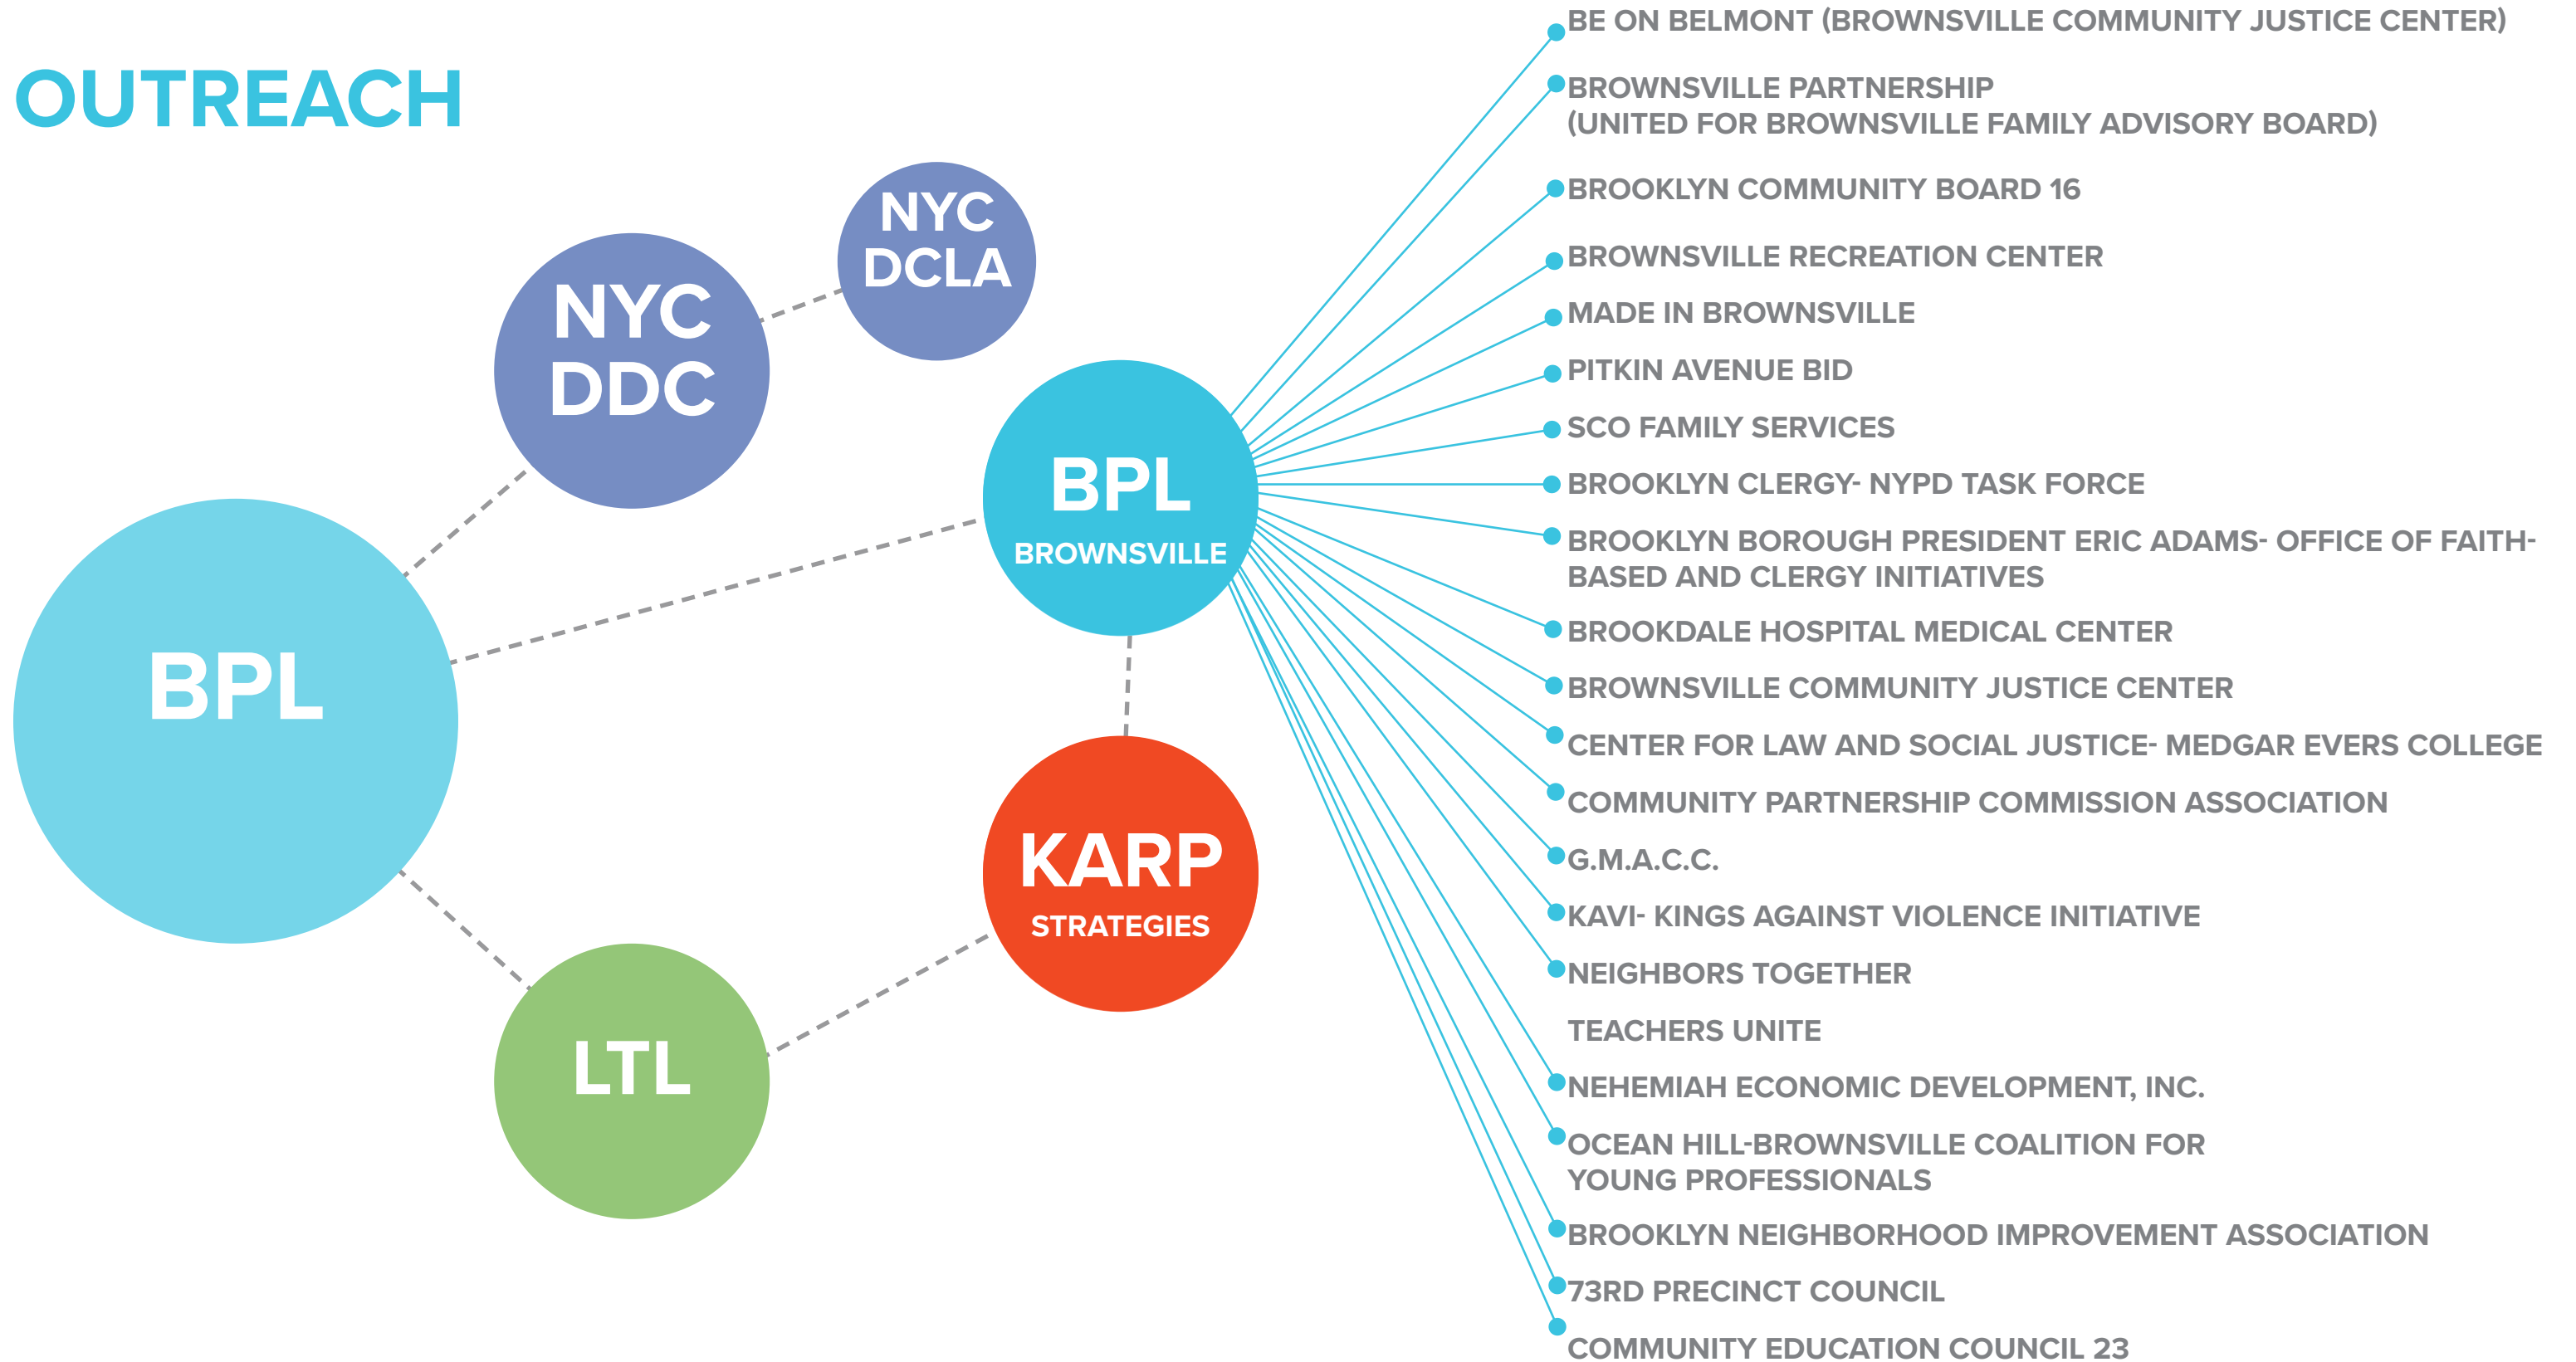 OUTREACH
NYC
DCLA
NYC
DDC
BPL
BROWNSVILLE
BPL
KARP
STRATEGIES
LTL
BE ON BELMONT (BROWNSVILLE COMMUNITY JUSTICE CENTER)
BROWNSVILLE PARTNERSHIP
(UNITED FOR BROWNSVILLE FAMILY ADVISORY BOARD)
BROOKLYN COMMUNITY BOARD 16
BROWNSVILLE RECREATION CENTER
MADE IN BROWNSVILLE
PITKIN AVENUE BID
SCO FAMILY SERVICES
BROOKLYN CLERGY- NYPD TASK FORCE
BROOKLYN BOROUGH PRESIDENT ERIC ADAMS- OFFICE OF FAITH-
BASED AND CLERGY INITIATIVES
BROOKDALE HOSPITAL MEDICAL CENTER
BROWNSVILLE COMMUNITY JUSTICE CENTER
CENTER FOR LAW AND SOCIAL JUSTICE- MEDGAR EVERS COLLEGE
COMMUNITY PARTNERSHIP COMMISSION ASSOCIATION
G.M.A.C.C.
KAVI- KINGS AGAINST VIOLENCE INITIATIVE
NEIGHBORS TOGETHER
TEACHERS UNITE
NEHEMIAH ECONOMIC DEVELOPMENT, INC.
OCEAN HILL-BROWNSVILLE COALITION FOR
YOUNG PROFESSIONALS
BROOKLYN NEIGHBORHOOD IMPROVEMENT ASSOCIATION
73RD PRECINCT COUNCIL
COMMUNITY EDUCATION COUNCIL 23